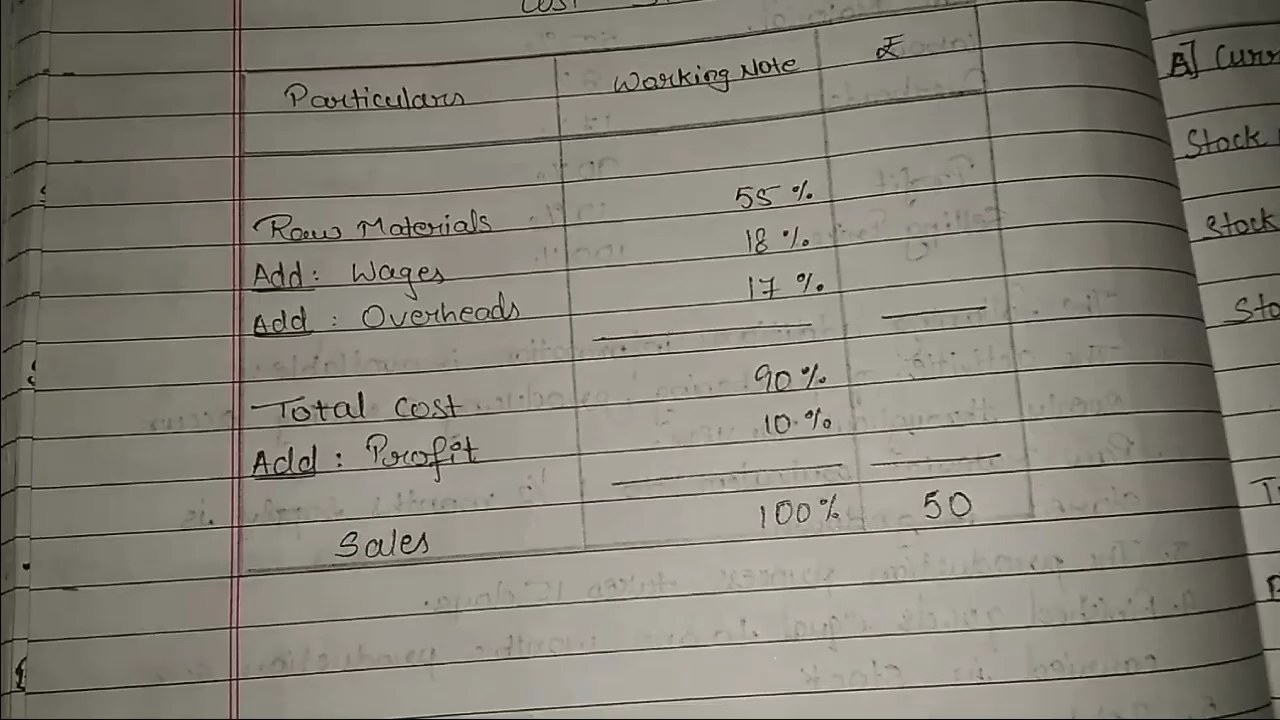 Cost
Particulars Working Note ₹
Raw Materials 55 %
Add: Wages 18 %
Add: Overheads 17 %
Total Cost 90 %
Add: Profit 10 %
Sales 100% 50
B] Curr
Stock
Stock
Sto